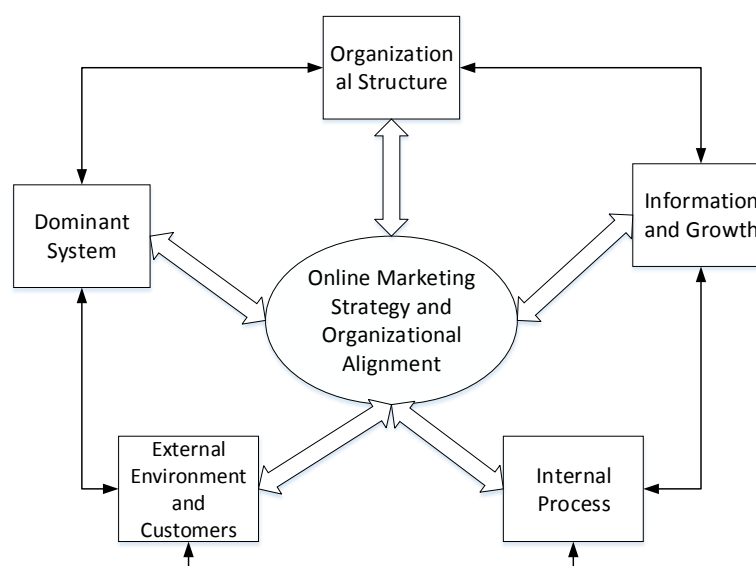 Organization
al Structure
Information
and Growth
Dominant
System
Online Marketing
Strategy and
Organizational
Alignment
External
Environment
and
Customers
Internal
Process